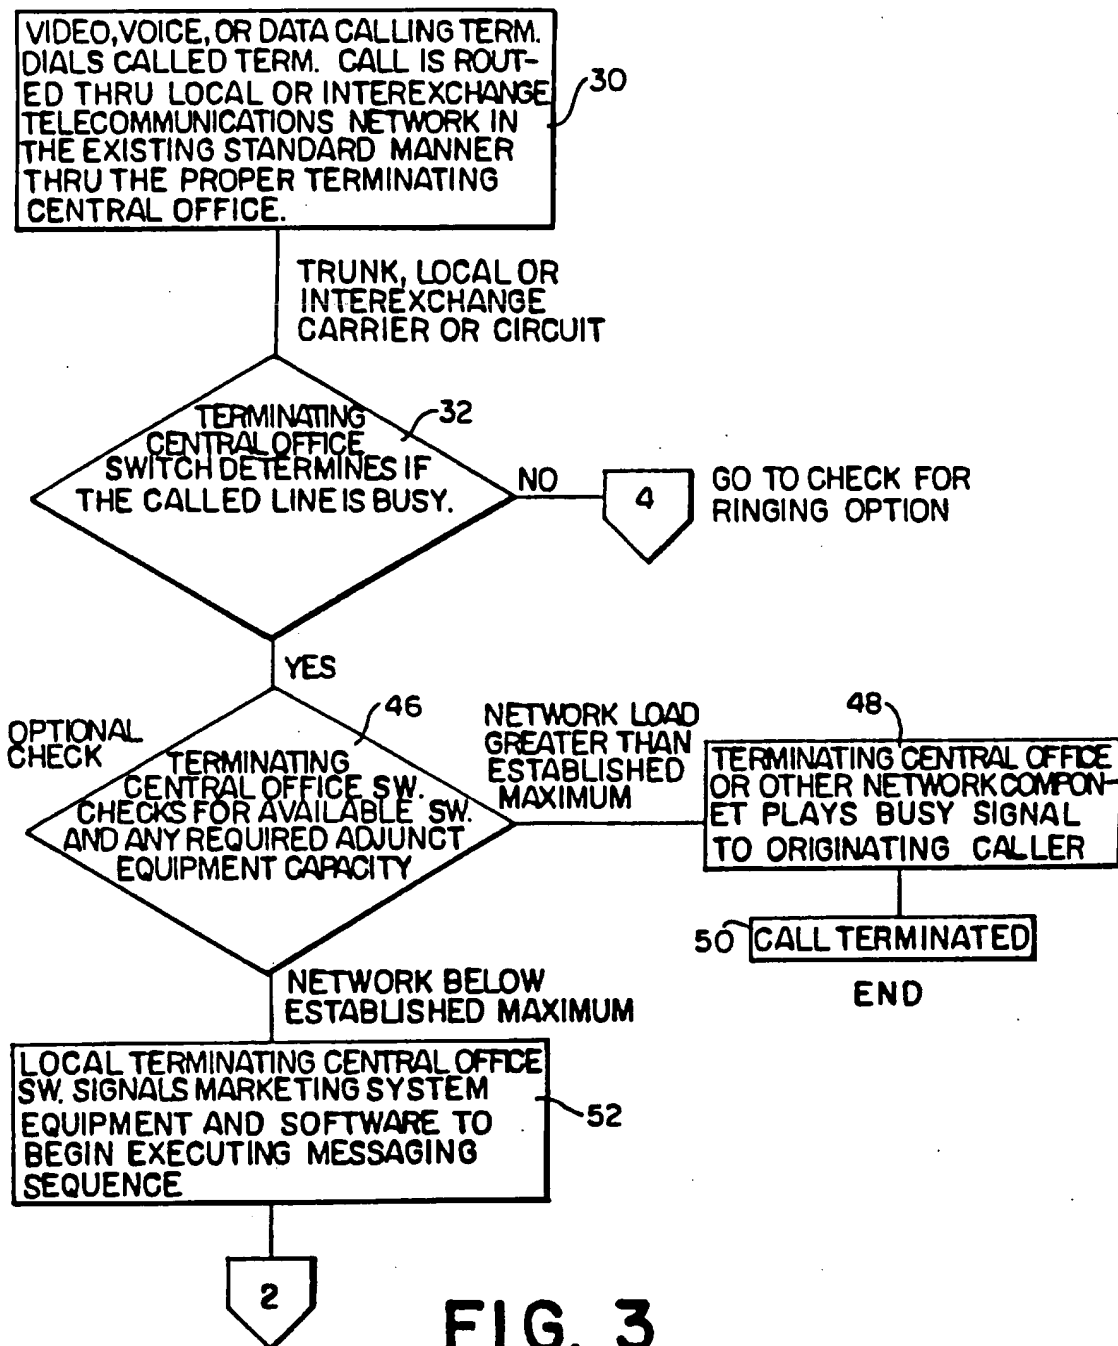 VIDEO, VOICE, OR DATA CALLING TERM.
DIALS CALLED TERM. CALL IS ROUT-
ED THRU LOCAL OR INTEREXCHANGE
TELECOMMUNICATIONS NETWORK IN
THE EXISTING STANDARD MANNER
THRU THE PROPER TERMINATING
CENTRAL OFFICE.
30
TRUNK, LOCAL OR
INTEREXCHANGE
CARRIER OR CIRCUIT
TERMINATING
CENTRAL OFFICE
SWITCH DETERMINES IF
THE CALLED LINE IS BUSY.
32
NO
4
GO TO CHECK FOR
RINGING OPTION
YES
OPTIONAL
CHECK
TERMINATING
CENTRAL OFFICE SW.
CHECKS FOR AVAILABLE SW.
AND ANY REQUIRED ADJUNCT
EQUIPMENT CAPACITY
46
NETWORK LOAD
GREATER THAN
ESTABLISHED
MAXIMUM
48
TERMINATING CENTRAL OFFICE
OR OTHER NETWORK COMPON-
ET PLAYS BUSY SIGNAL
TO ORIGINATING CALLER
50
CALL TERMINATED
END
NETWORK BELOW
ESTABLISHED MAXIMUM
LOCAL TERMINATING CENTRAL OFFICE
SW. SIGNALS MARKETING SYSTEM
EQUIPMENT AND SOFTWARE TO
BEGIN EXECUTING MESSAGING
SEQUENCE
52
2
FIG. 3